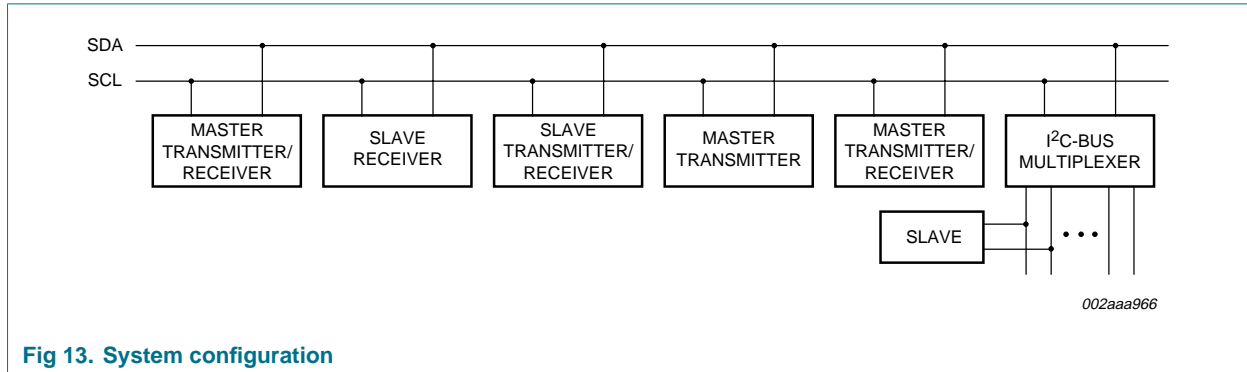 SDA
SCL
MASTER
TRANSMITTER/
RECEIVER
SLAVE
RECEIVER
SLAVE
TRANSMITTER/
RECEIVER
MASTER
TRANSMITTER
MASTER
TRANSMITTER/
RECEIVER
I²C-BUS
MULTIPLEXER
SLAVE
002aaa966
Fig 13. System configuration